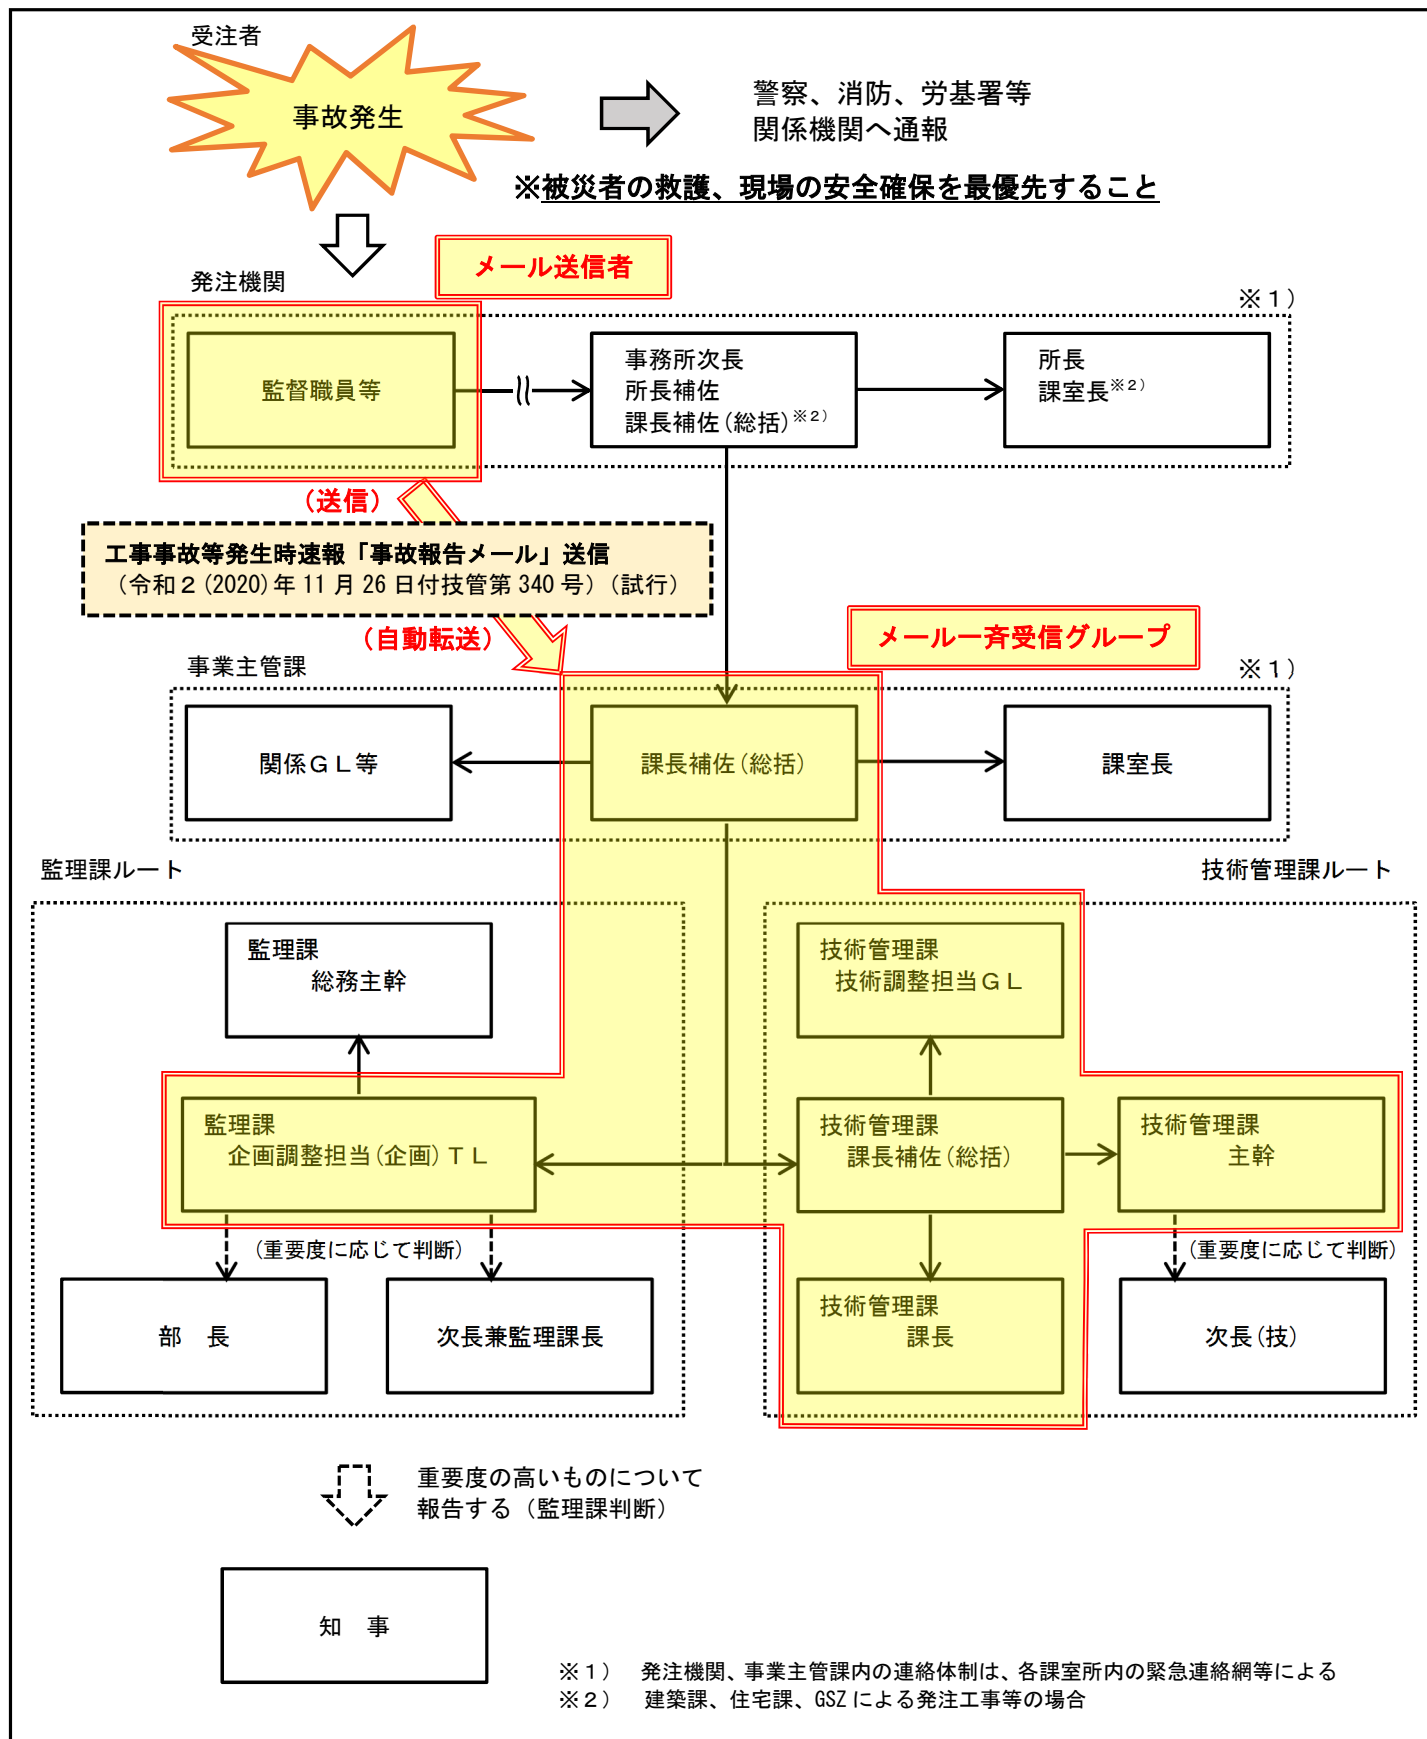 受注者
事故発生
警察、消防、労基署等
関係機関へ通報
※被災者の救護、現場の安全確保を最優先すること
メール送信者
発注機関
※１）
監督職員等
事務所次長
所長補佐
課長補佐(総括)※２）
所長
課室長※２）
（送信）
工事事故等発生時速報「事故報告メール」送信
（令和２(2020)年 11 月 26 日付技管第 340 号）（試行）
（自動転送）
メール一斉受信グループ
事業主管課
※１）
関係ＧＬ等
課長補佐(総括)
課室長
監理課ルート
技術管理課ルート
監理課
総務主幹
技術管理課
技術調整担当ＧＬ
監理課
企画調整担当(企画)ＴＬ
技術管理課
課長補佐(総括)
技術管理課
主幹
（重要度に応じて判断）
（重要度に応じて判断）
部　長
次長兼監理課長
技術管理課
課長
次長(技)
重要度の高いものについて
報告する（監理課判断）
知　事
※１）　発注機関、事業主管課内の連絡体制は、各課室所内の緊急連絡網等による
※２）　建築課、住宅課、GSZ による発注工事等の場合